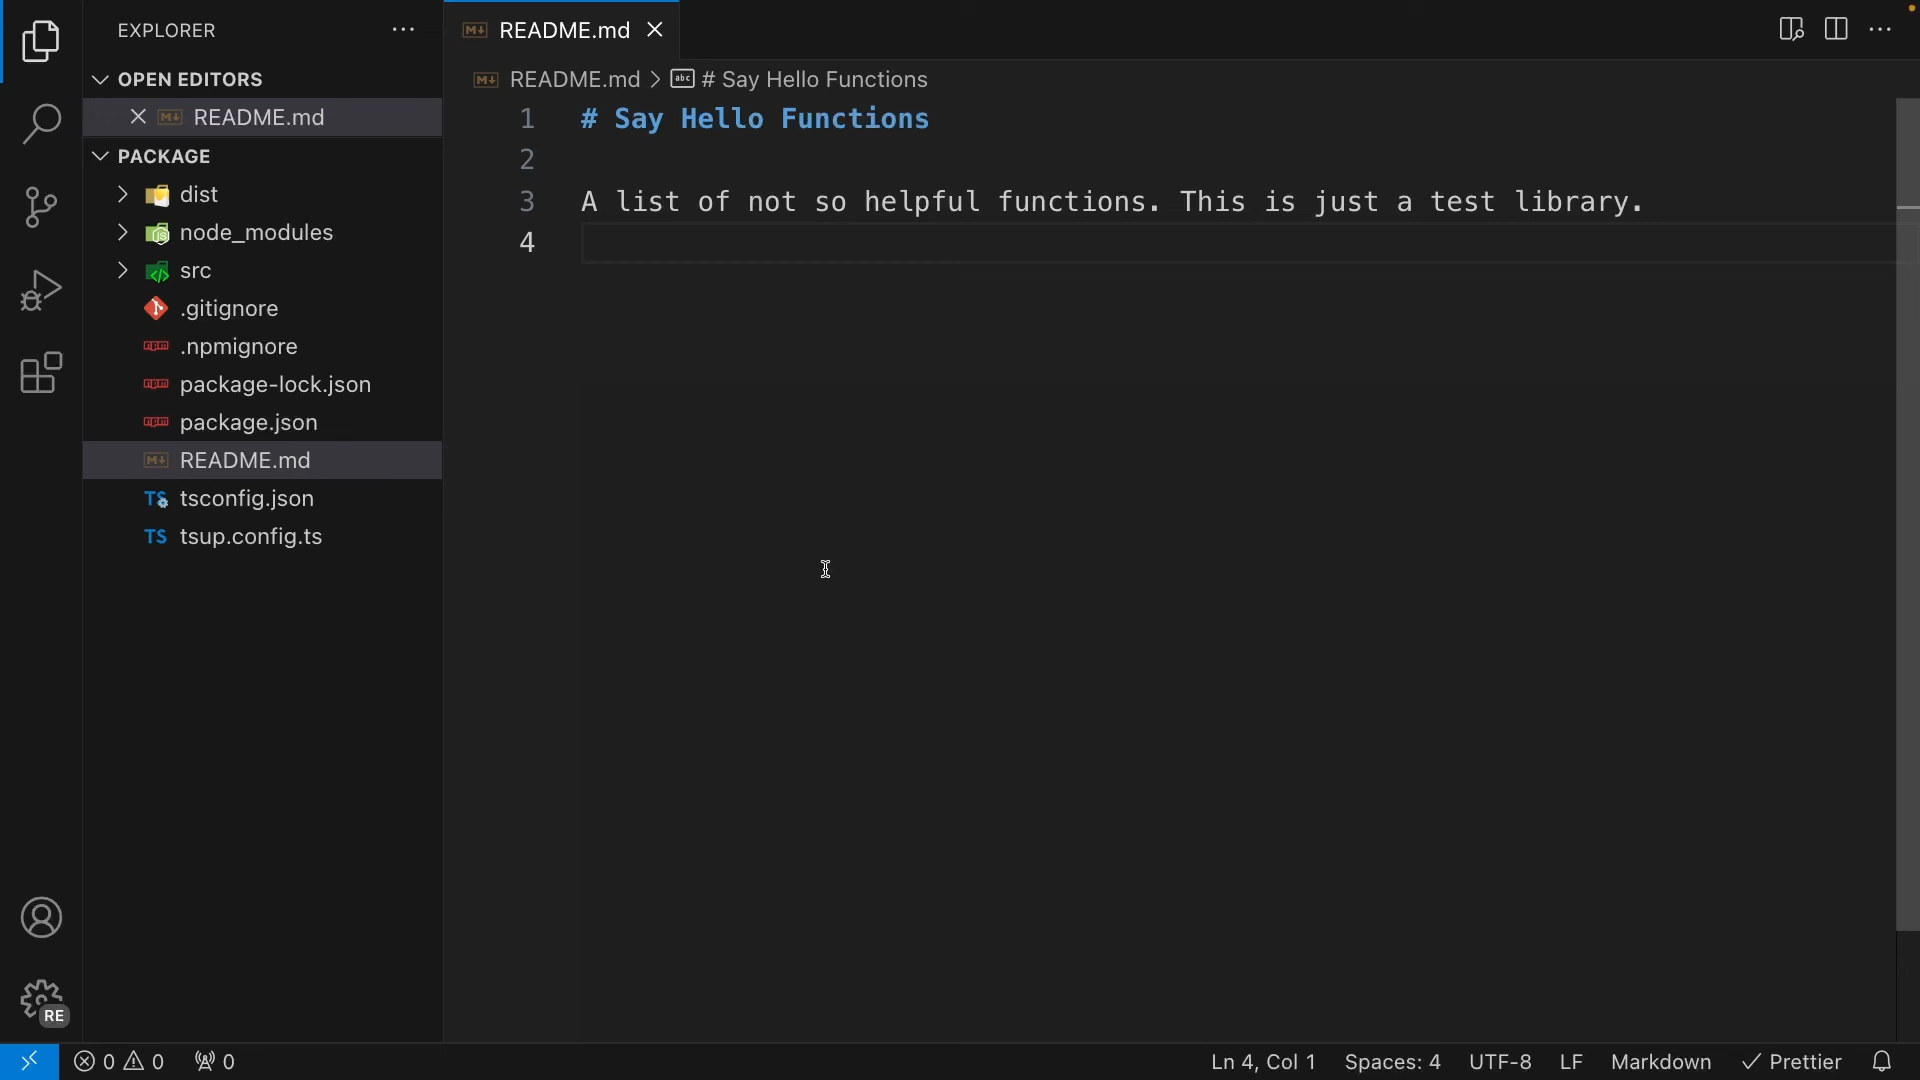 EXPLORER
OPEN EDITORS
README.md
PACKAGE
dist
node_modules
src
.gitignore
.npmignore
package-lock.json
package.json
README.md
tsconfig.json
tsup.config.ts
RE
README.md
README.md > # Say Hello Functions
1 # Say Hello Functions
2
3 A list of not so helpful functions. This is just a test library.
4
0 0 0
Ln 4, Col 1 Spaces: 4 UTF-8 LF Markdown Prettier